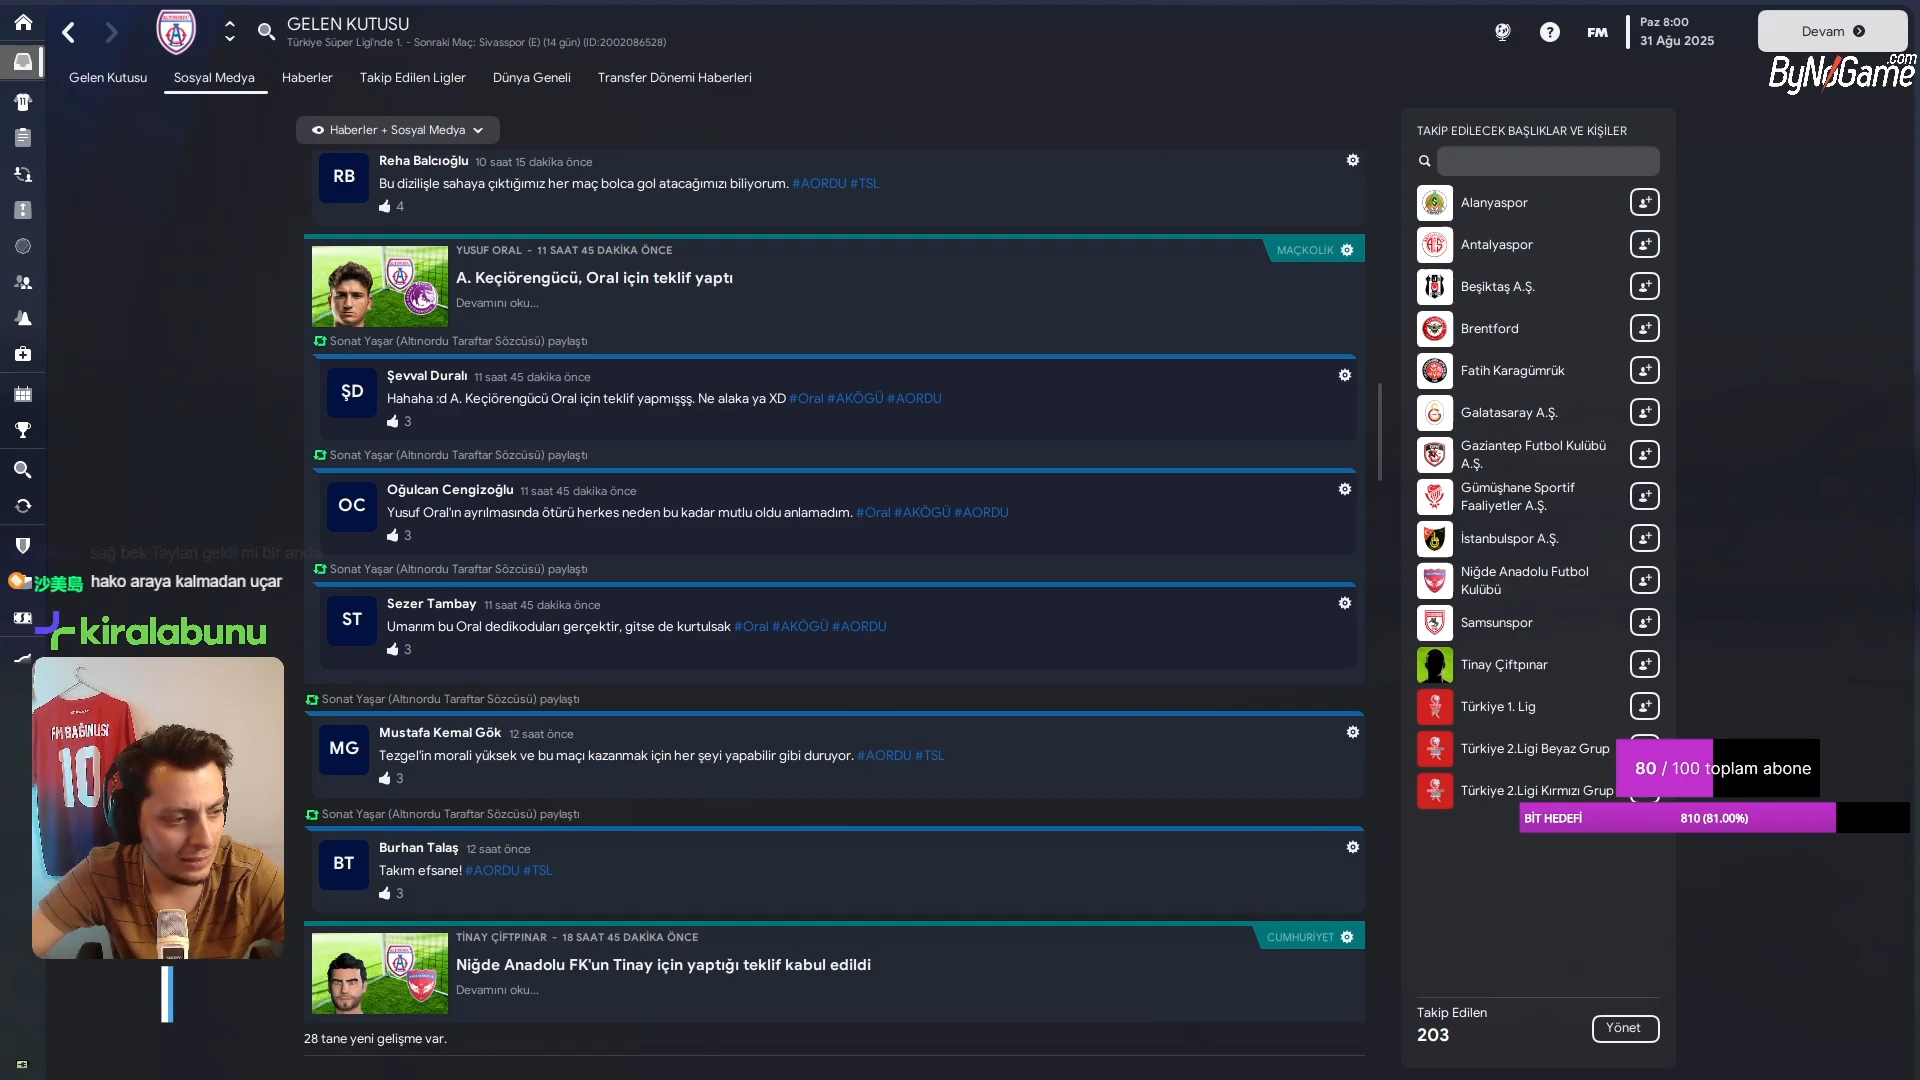 GELEN KUTUSU
Türkiye Süper Ligi'nde 1. - Sonraki Maç: Sivasspor (E) (14 gün) (ID:2002086528)
FM
Paz 8:00
31 Ağu 2025
Devam
ByNoGame.com
Gelen Kutusu
Sosyal Medya
Haberler
Takip Edilen Ligler
Dünya Geneli
Transfer Dönemi Haberleri
Haberler + Sosyal Medya
RB
Reha Balcıoğlu 10 saat 15 dakika önce
Bu dizilişle sahaya çıktığımız her maç bolca gol atacağımızı biliyorum. #AORDU #TSL
4
YUSUF ORAL - 11 SAAT 45 DAKİKA ÖNCE
MAÇKOLİK
A. Keçiörengücü, Oral için teklif yaptı
Devamını oku...
Sonat Yaşar (Altınordu Taraftar Sözcüsü) paylaştı
ŞD
Şevval Duralı 11 saat 45 dakika önce
Hahaha :d A. Keçiörengücü Oral için teklif yapmışşş. Ne alaka ya XD #Oral #AKÖGÜ #AORDU
3
Sonat Yaşar (Altınordu Taraftar Sözcüsü) paylaştı
OC
Oğulcan Cengizoğlu 11 saat 45 dakika önce
Yusuf Oral'ın ayrılmasında ötürü herkes neden bu kadar mutlu oldu anlamadım. #Oral #AKÖGÜ #AORDU
3
Sonat Yaşar (Altınordu Taraftar Sözcüsü) paylaştı
ST
Sezer Tambay 11 saat 45 dakika önce
Umarım bu Oral dedikoduları gerçektir, gitse de kurtulsak #Oral #AKÖGÜ #AORDU
3
Sonat Yaşar (Altınordu Taraftar Sözcüsü) paylaştı
MG
Mustafa Kemal Gök 12 saat önce
Tezgel'in morali yüksek ve bu maçı kazanmak için her şeyi yapabilir gibi duruyor. #AORDU #TSL
3
Sonat Yaşar (Altınordu Taraftar Sözcüsü) paylaştı
BT
Burhan Talaş 12 saat önce
Takım efsane! #AORDU #TSL
3
TİNAY ÇİFTPINAR - 18 SAAT 45 DAKİKA ÖNCE
CUMHURİYET
Niğde Anadolu FK'un Tinay için yaptığı teklif kabul edildi
Devamını oku...
28 tane yeni gelişme var.
TAKİP EDİLECEK BAŞLIKLAR VE KİŞİLER
Alanyaspor
Antalyaspor
Beşiktaş A.Ş.
Brentford
Fatih Karagümrük
Galatasaray A.Ş.
Gaziantep Futbol Kulübü
A.Ş.
Gümüşhane Sportif
Faaliyetler A.Ş.
İstanbulspor A.Ş.
Niğde Anadolu Futbol
Kulübü
Samsunspor
Tinay Çiftpınar
Türkiye 1. Lig
Türkiye 2.Ligi Beyaz Grup
Türkiye 2.Ligi Kırmızı Grup
80 / 100 toplam abone
BİT HEDEFİ 810 (81.00%)
Takip Edilen
203
Yönet
sağ bek Taylan geldi mi bir anda
沙美島 hako araya kalmadan uçar
kiralabunu
FM BAĞIMLISI
10